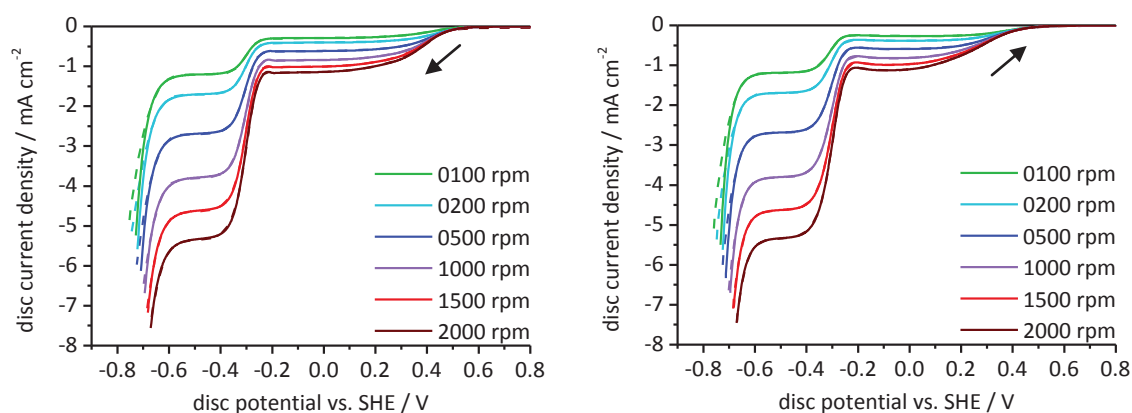 disc current density / mA cm⁻²
0
-1
-2
-3
-4
-5
-6
-7
-8
0100 rpm
0200 rpm
0500 rpm
1000 rpm
1500 rpm
2000 rpm
-0.8 -0.6 -0.4 -0.2 0.0 0.2 0.4 0.6 0.8
disc potential vs. SHE / V
disc current density / mA cm⁻²
0
-1
-2
-3
-4
-5
-6
-7
-8
0100 rpm
0200 rpm
0500 rpm
1000 rpm
1500 rpm
2000 rpm
-0.8 -0.6 -0.4 -0.2 0.0 0.2 0.4 0.6 0.8
disc potential vs. SHE / V